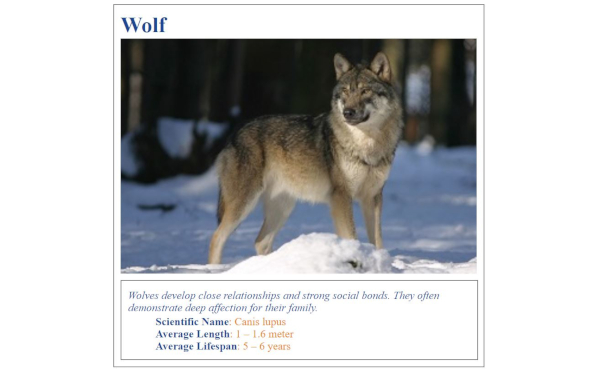 Wolf
Wolves develop close relationships and strong social bonds. They often
demonstrate deep affection for their family.
Scientific Name: Canis lupus
Average Length: 1 – 1.6 meter
Average Lifespan: 5 – 6 years